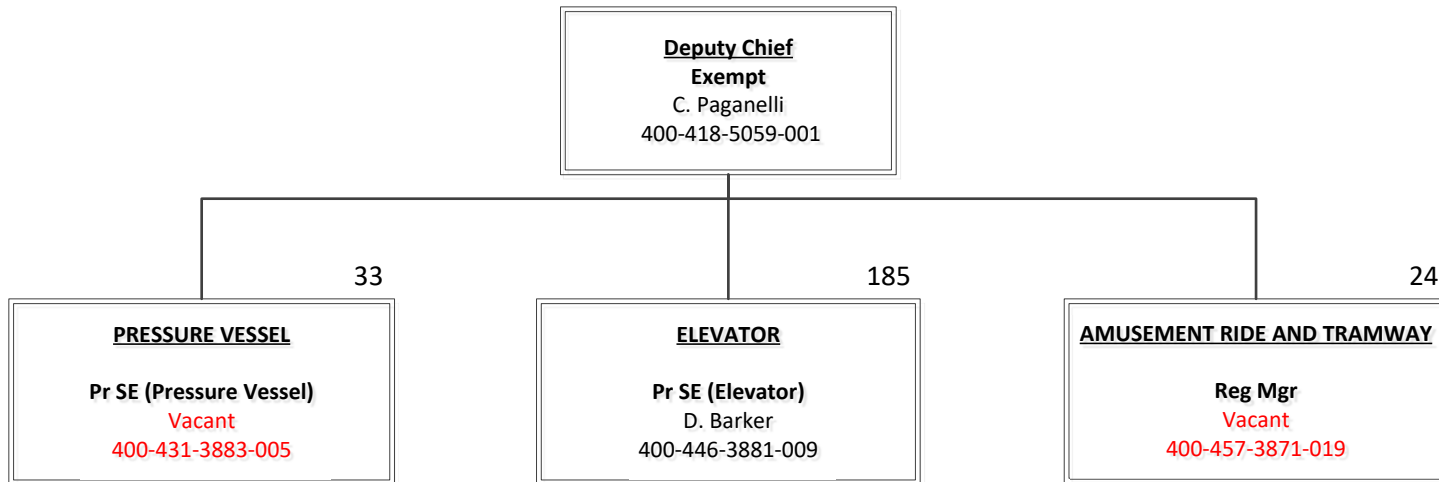 Deputy Chief
Exempt
C. Paganelli
400-418-5059-001
33
185
24
PRESSURE VESSEL
Pr SE (Pressure Vessel)
Vacant
400-431-3883-005
ELEVATOR
Pr SE (Elevator)
D. Barker
400-446-3881-009
AMUSEMENT RIDE AND TRAMWAY
Reg Mgr
Vacant
400-457-3871-019